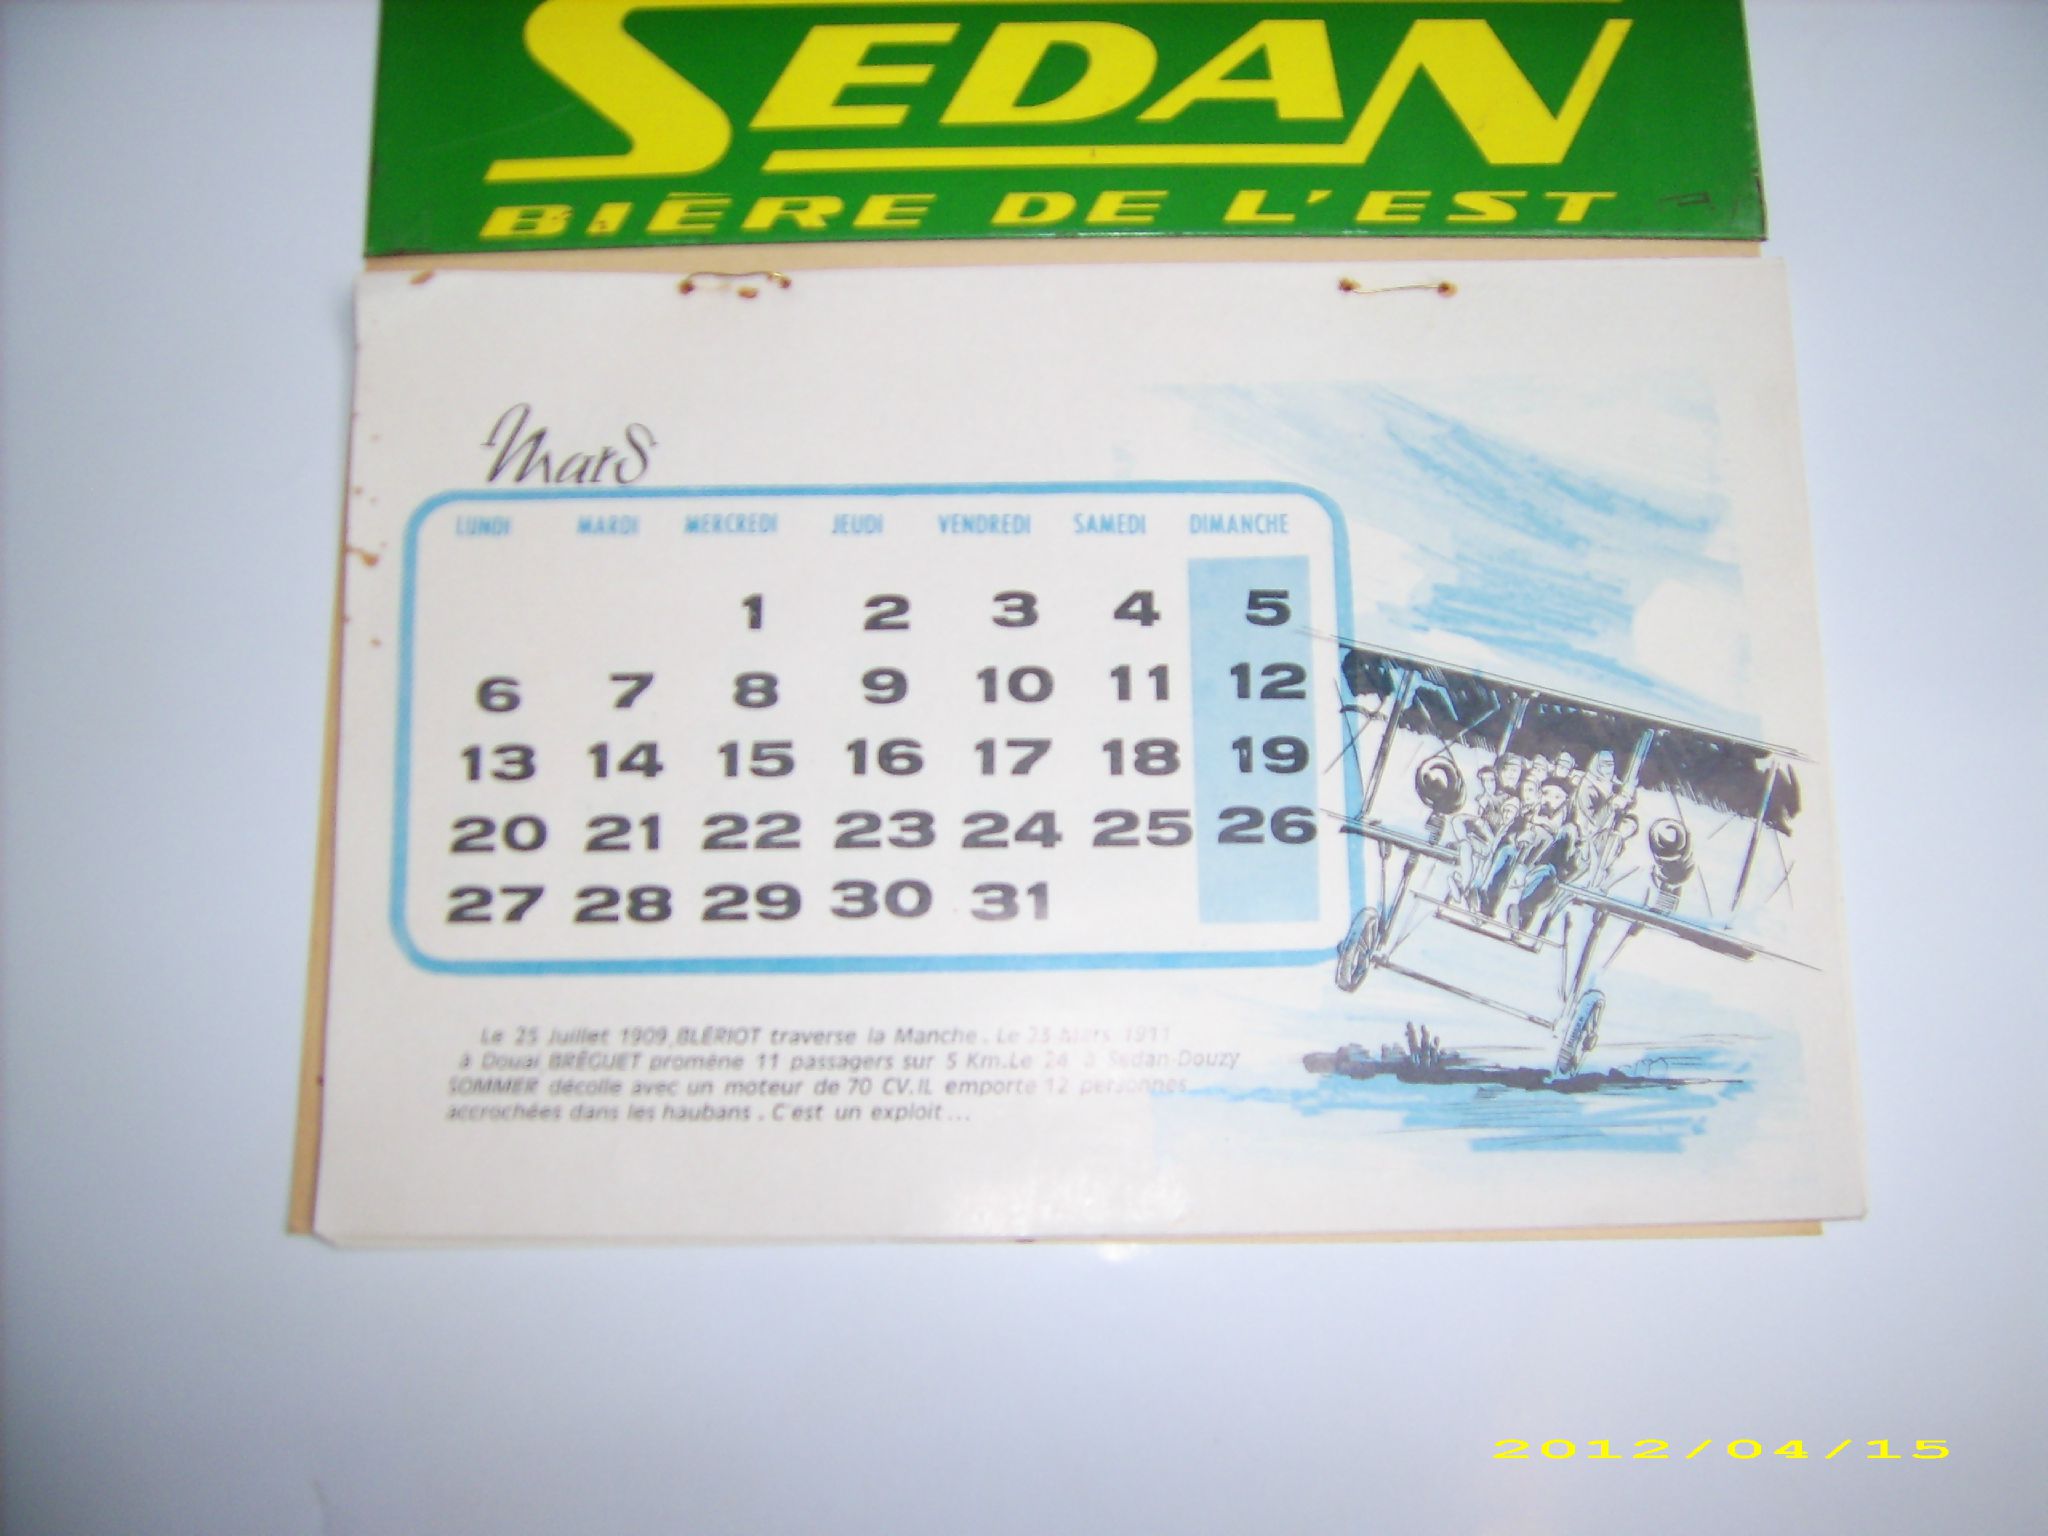 SEDAN
BIÈRE DE L'EST
Mars
LUNDI MARDI MERCREDI JEUDI VENDREDI SAMEDI DIMANCHE
1 2 3 4 5
6 7 8 9 10 11 12
13 14 15 16 17 18 19
20 21 22 23 24 25 26
27 28 29 30 31
Le 25 Juillet 1909 BLÉRIOT traverse la Manche. Le 23 Mars 1911
à Douai BRÉGUET promène 11 passagers sur 5 Km.Le 24 à Sedan-Douzy
SOMMER décolle avec un moteur de 70 CV.IL emporte 12 personnes
accrochées dans les haubans. C'est un exploit...
2012/04/15